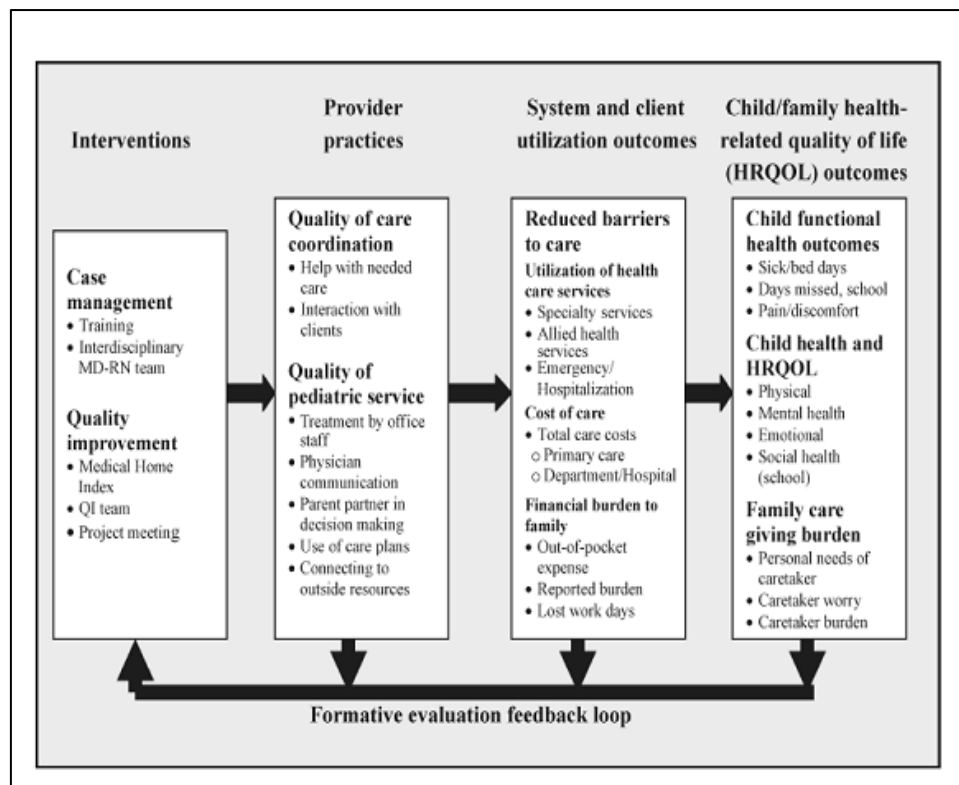 Interventions
Provider
practices
System and client
utilization outcomes
Child/family health-
related quality of life
(HRQOL) outcomes
Case
management
• Training
• Interdisciplinary
MD-RN team
Quality
improvement
• Medical Home
Index
• QI team
• Project meeting
Quality of care
coordination
• Help with needed
care
• Interaction with
clients
Quality of
pediatric service
• Treatment by office
staff
• Physician
communication
• Parent partner in
decision making
• Use of care plans
• Connecting to
outside resources
Reduced barriers
to care
Utilization of health
care services
• Specialty services
• Allied health
services
• Emergency/
Hospitalization
Cost of care
• Total care costs
○ Primary care
○ Department/Hospital
Financial burden to
family
• Out-of-pocket
expense
• Reported burden
• Lost work days
Child functional
health outcomes
• Sick/bed days
• Days missed, school
• Pain/discomfort
Child health and
HRQOL
• Physical
• Mental health
• Emotional
• Social health
(school)
Family care
giving burden
• Personal needs of
caretaker
• Caretaker worry
• Caretaker burden
Formative evaluation feedback loop